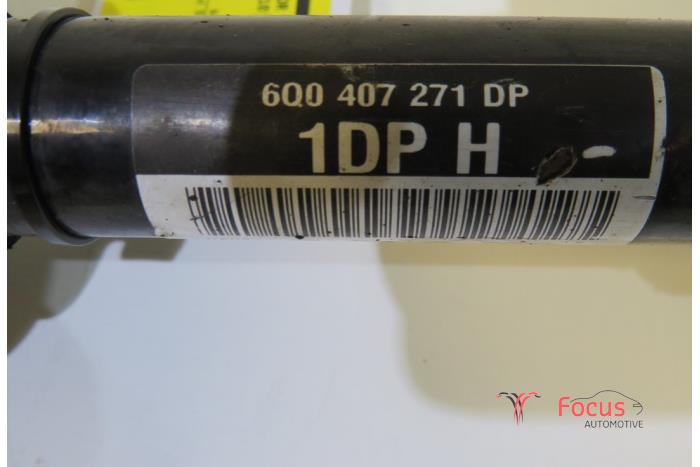 6Q0 407 271 DP
1DP H
Focus
AUTOMOTIVE